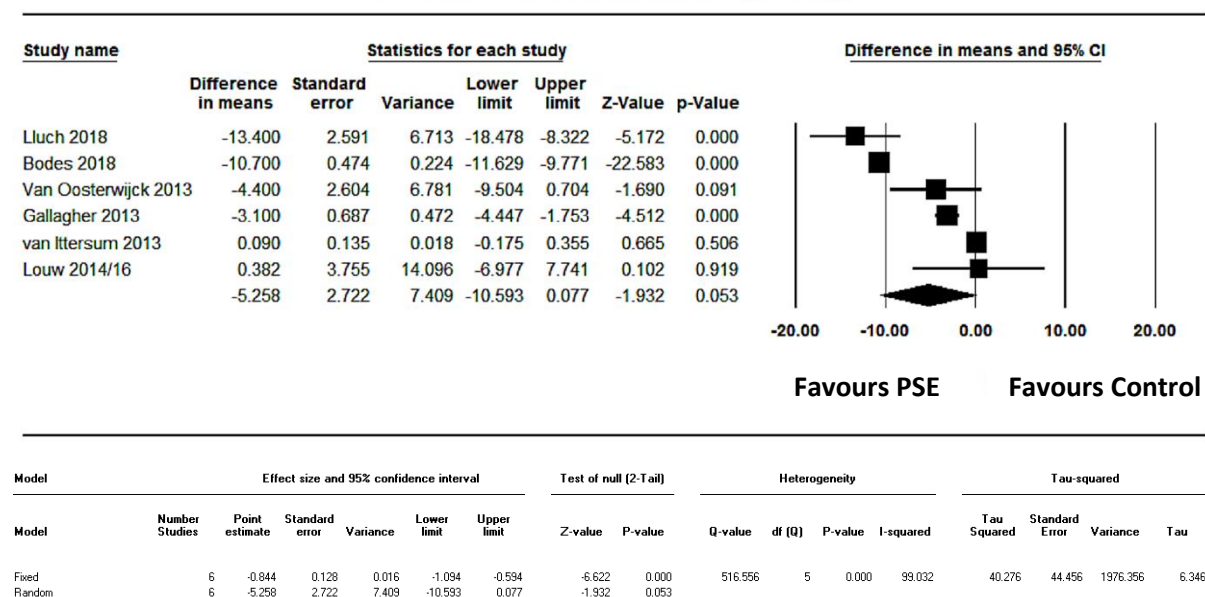 Study name Statistics for each study Difference in means and 95% CI
Difference in means Standard error Variance Lower limit Upper limit Z-Value p-Value
Lluch 2018 -13.400 2.591 6.713 -18.478 -8.322 -5.172 0.000
Bodes 2018 -10.700 0.474 0.224 -11.629 -9.771 -22.583 0.000
Van Oosterwijck 2013 -4.400 2.604 6.781 -9.504 0.704 -1.690 0.091
Gallagher 2013 -3.100 0.687 0.472 -4.447 -1.753 -4.512 0.000
van Ittersum 2013 0.090 0.135 0.018 -0.175 0.355 0.665 0.506
Louw 2014/16 0.382 3.755 14.096 -6.977 7.741 0.102 0.919
-5.258 2.722 7.409 -10.593 0.077 -1.932 0.053
-20.00 -10.00 0.00 10.00 20.00
Favours PSE Favours Control
Model Effect size and 95% confidence interval Test of null (2-Tail) Heterogeneity Tau-squared
Model Number Studies Point estimate Standard error Variance Lower limit Upper limit Z-value P-value Q-value df (Q) P-value I-squared Tau Squared Standard Error Variance Tau
Fixed 6 -0.844 0.128 0.016 -1.094 -0.594 -6.622 0.000 516.556 5 0.000 99.032 40.276 44.456 1976.356 6.346
Random 6 -5.258 2.722 7.409 -10.593 0.077 -1.932 0.053